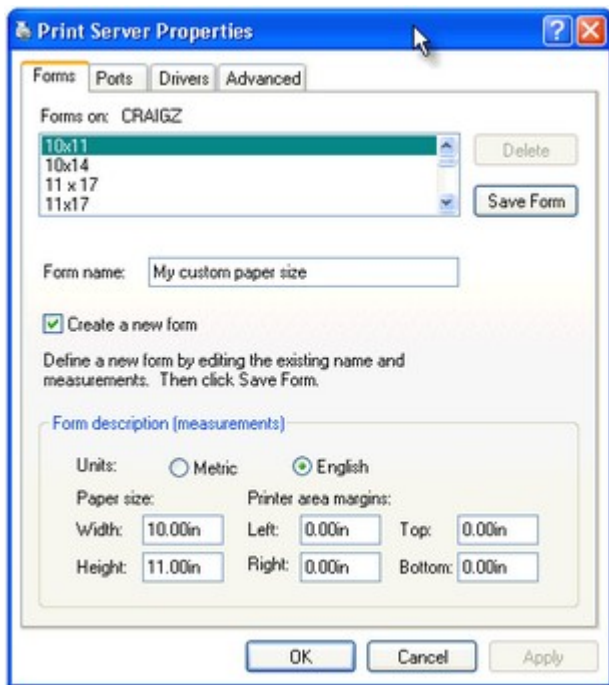 Print Server Properties
Forms Ports Drivers Advanced
Forms on: CRAIGZ
10x11
10x14
11 x 17
11x17
Delete
Save Form
Form name: My custom paper size
Create a new form
Define a new form by editing the existing name and
measurements. Then click Save Form.
Form description (measurements)
Units: Metric English
Paper size: Printer area margins:
Width: 10.00in Left: 0.00in Top: 0.00in
Height: 11.00in Right: 0.00in Bottom: 0.00in
OK Cancel Apply